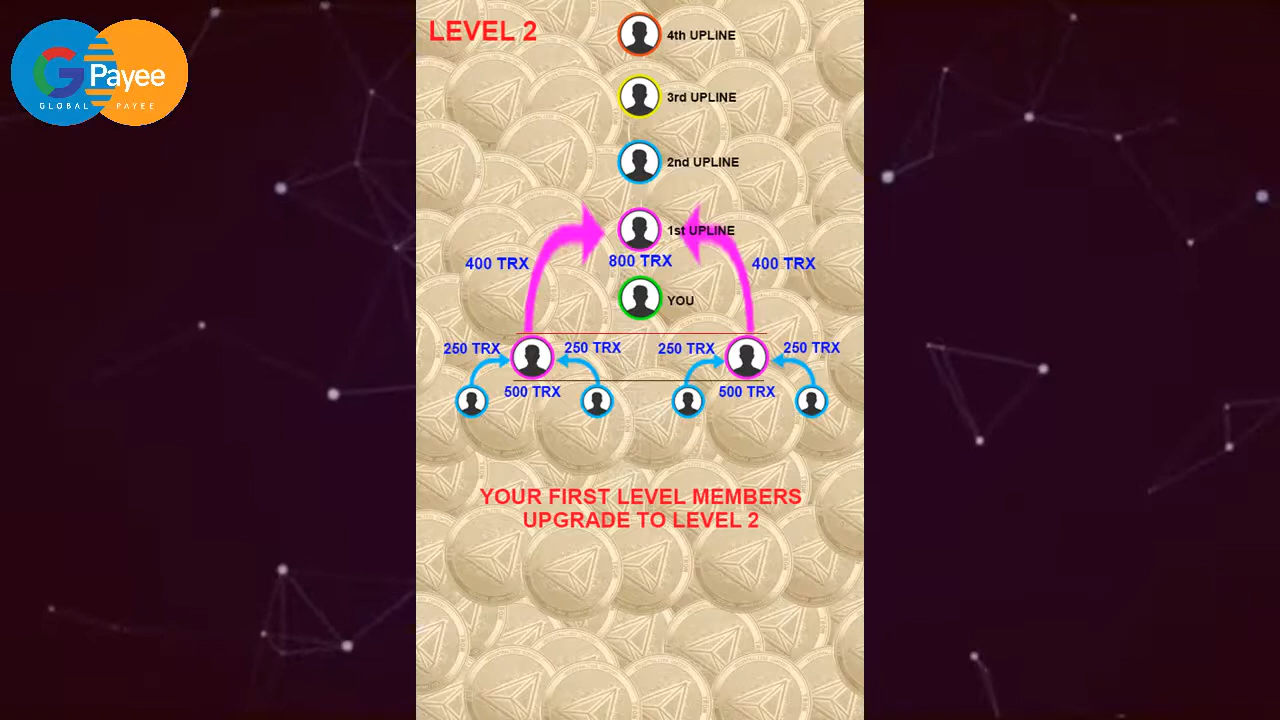 LEVEL 2
4th UPLINE
G Payee
GLOBAL PAYEE
3rd UPLINE
2nd UPLINE
1st UPLINE
400 TRX
800 TRX
400 TRX
YOU
250 TRX
250 TRX
250 TRX
250 TRX
500 TRX
500 TRX
YOUR FIRST LEVEL MEMBERS
UPGRADE TO LEVEL 2